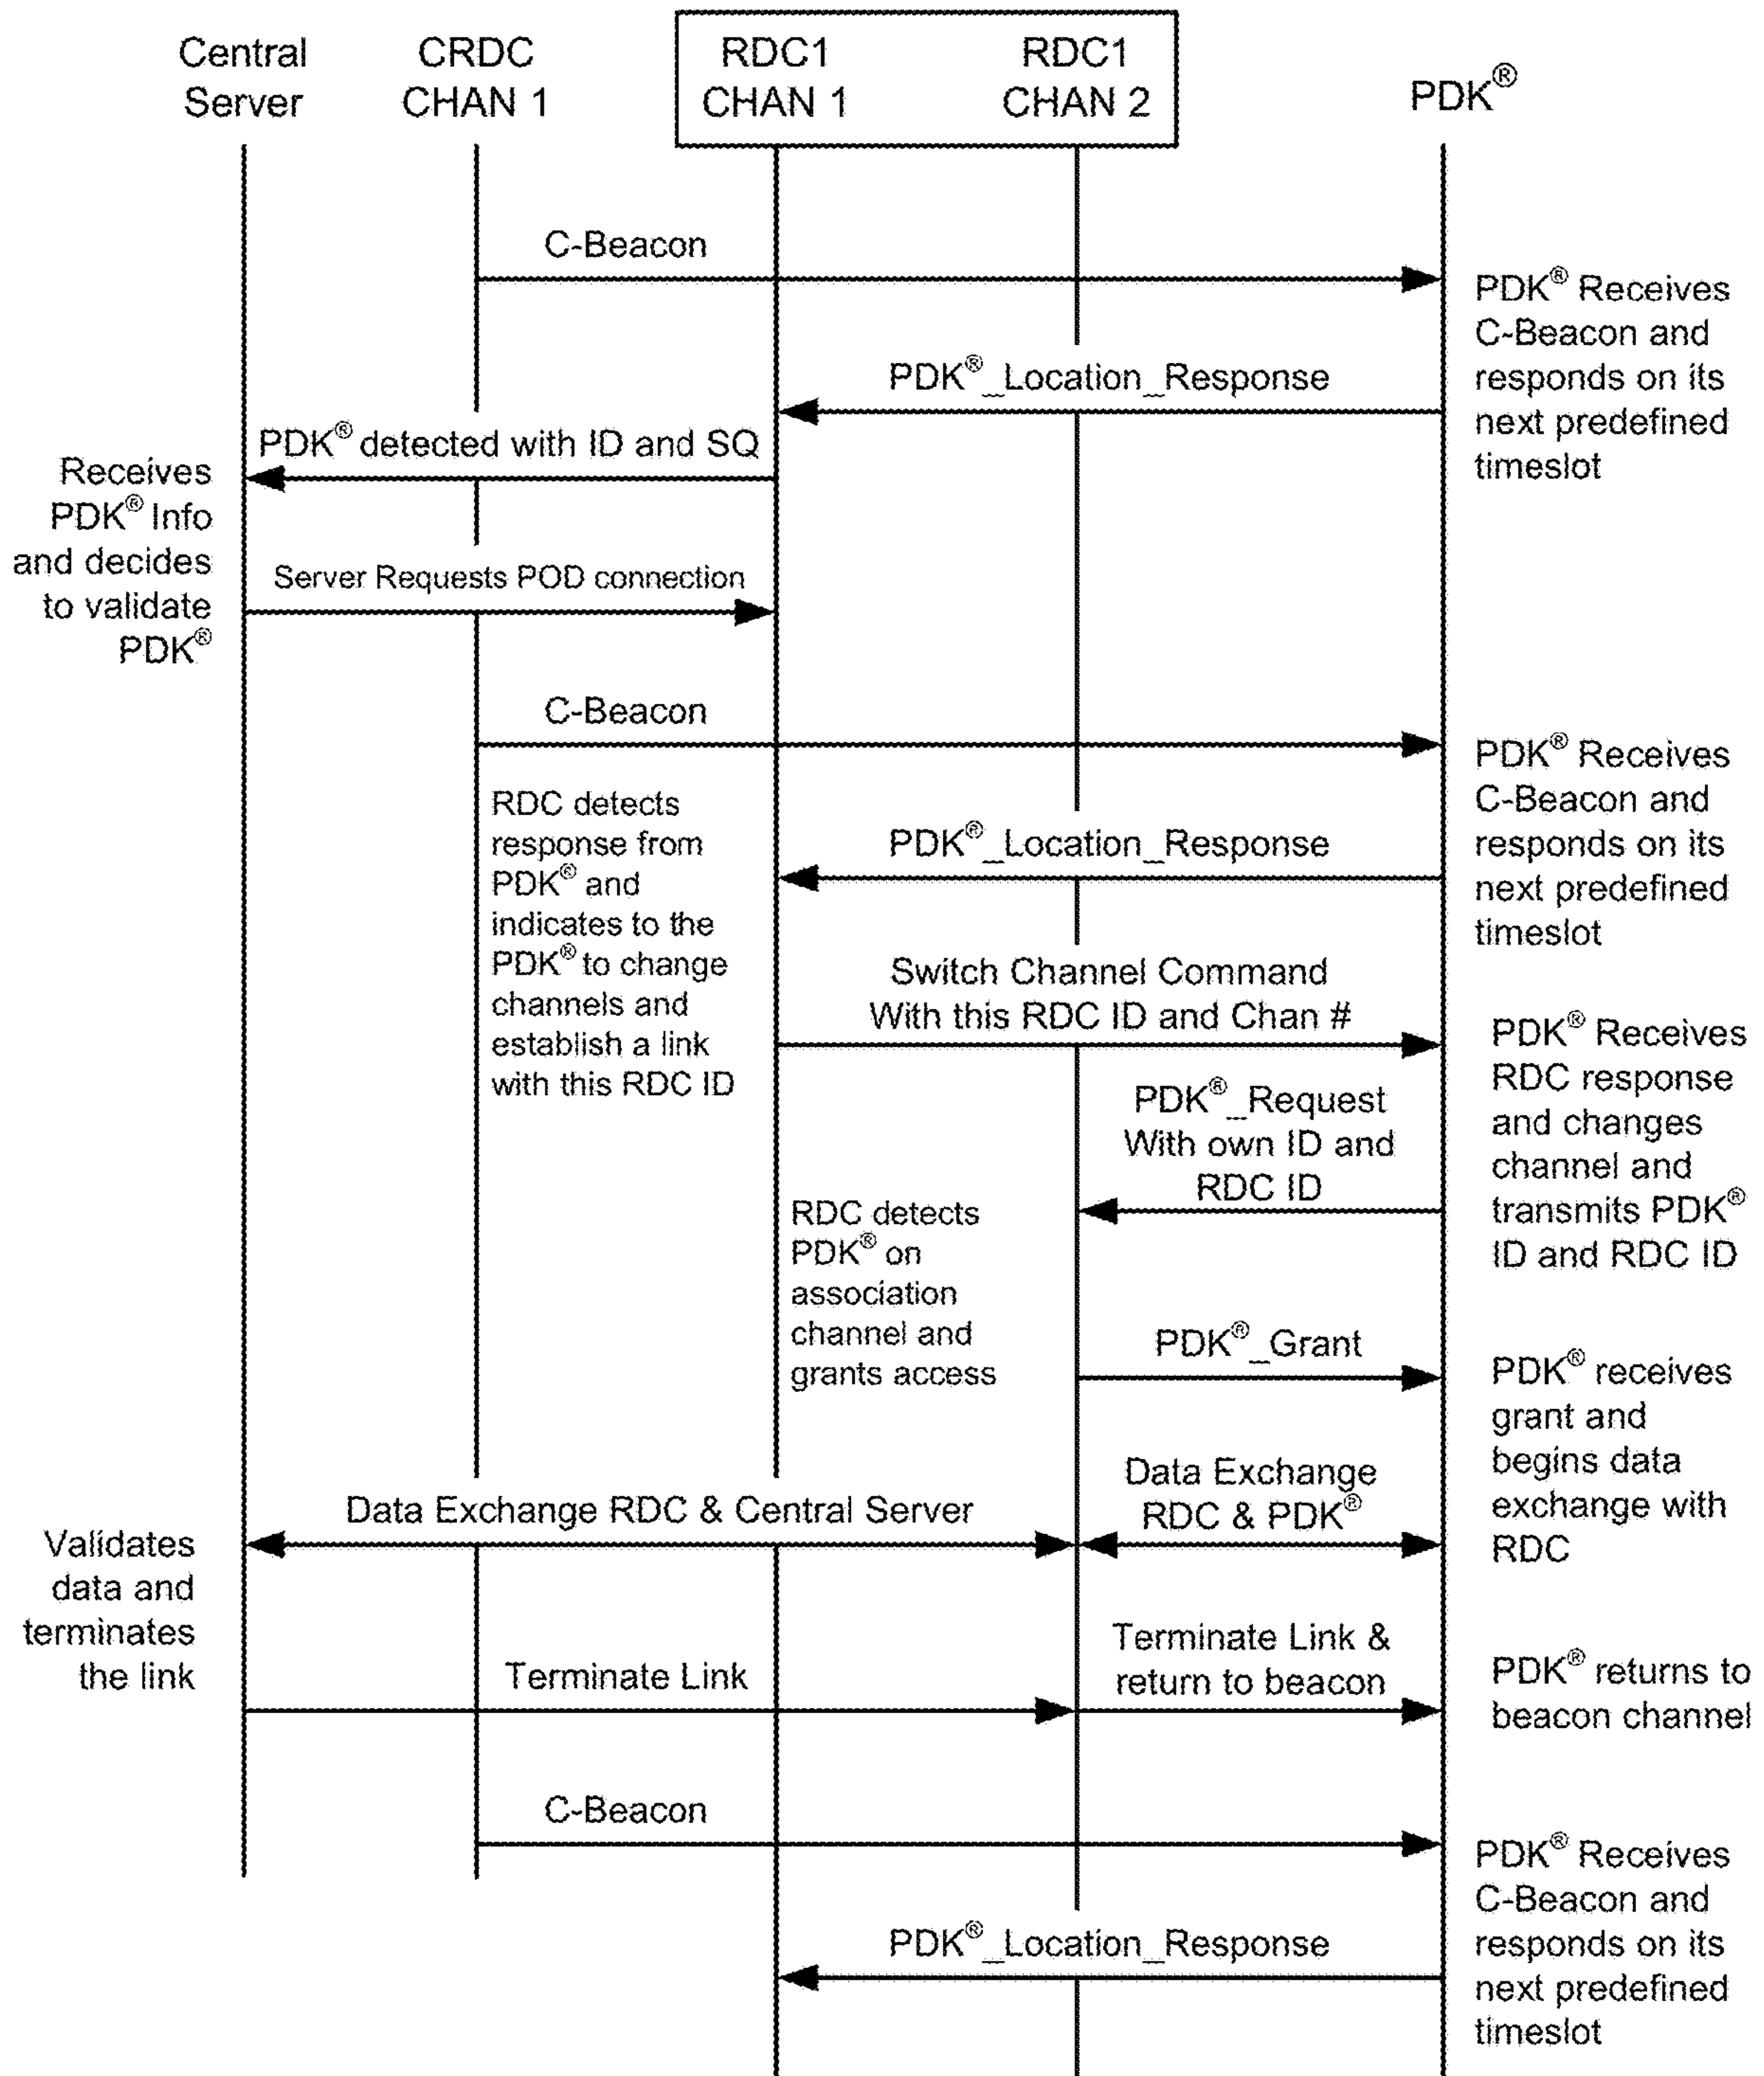 Central
Server
CRDC
CHAN 1
RDC1
CHAN 1
RDC1
CHAN 2
PDK®
C-Beacon
PDK® Receives
C-Beacon and
responds on its
next predefined
timeslot
PDK®_Location_Response
PDK® detected with ID and SQ
Receives
PDK® Info
and decides
to validate
PDK®
Server Requests POD connection
C-Beacon
PDK® Receives
C-Beacon and
responds on its
next predefined
timeslot
RDC detects
response from
PDK® and
indicates to the
PDK® to change
channels and
establish a link
with this RDC ID
PDK®_Location_Response
Switch Channel Command
With this RDC ID and Chan #
PDK® Receives
RDC response
and changes
channel and
transmits PDK®
ID and RDC ID
PDK®_Request
With own ID and
RDC ID
RDC detects
PDK® on
association
channel and
grants access
PDK®_Grant
PDK® receives
grant and
begins data
exchange with
RDC
Data Exchange RDC & Central Server
Data Exchange
RDC & PDK®
Validates
data and
terminates
the link
Terminate Link
Terminate Link &
return to beacon
PDK® returns to
beacon channel
C-Beacon
PDK® Receives
C-Beacon and
responds on its
next predefined
timeslot
PDK®_Location_Response